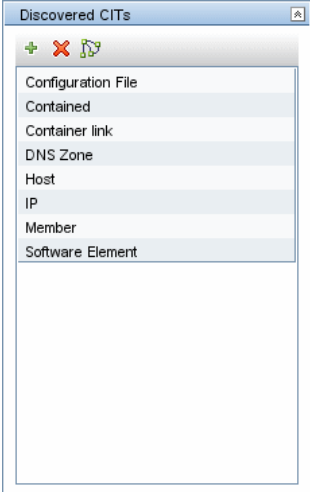 Discovered CITs
Configuration File
Contained
Container link
DNS Zone
Host
IP
Member
Software Element